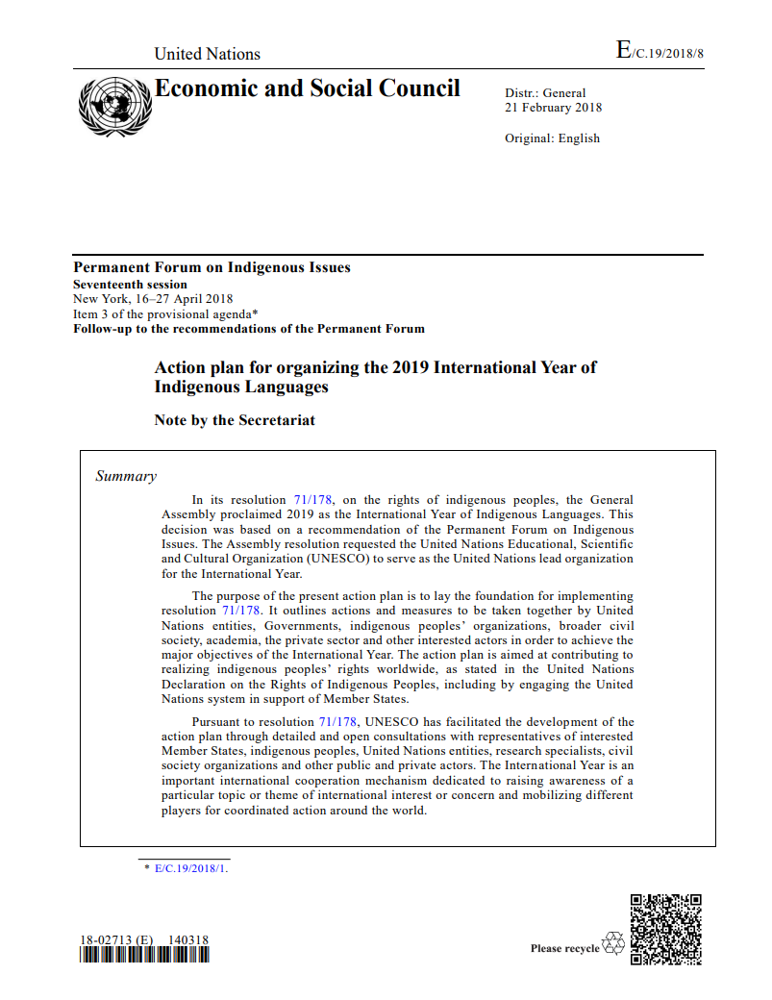 United Nations
E/C.19/2018/8
Economic and Social Council
Distr.: General
21 February 2018
Original: English
Permanent Forum on Indigenous Issues
Seventeenth session
New York, 16–27 April 2018
Item 3 of the provisional agenda*
Follow-up to the recommendations of the Permanent Forum
Action plan for organizing the 2019 International Year of
Indigenous Languages
Note by the Secretariat
Summary
In its resolution 71/178, on the rights of indigenous peoples, the General
Assembly proclaimed 2019 as the International Year of Indigenous Languages. This
decision was based on a recommendation of the Permanent Forum on Indigenous
Issues. The Assembly resolution requested the United Nations Educational, Scientific
and Cultural Organization (UNESCO) to serve as the United Nations lead organization
for the International Year.
The purpose of the present action plan is to lay the foundation for implementing
resolution 71/178. It outlines actions and measures to be taken together by United
Nations entities, Governments, indigenous peoples’ organizations, broader civil
society, academia, the private sector and other interested actors in order to achieve the
major objectives of the International Year. The action plan is aimed at contributing to
realizing indigenous peoples’ rights worldwide, as stated in the United Nations
Declaration on the Rights of Indigenous Peoples, including by engaging the United
Nations system in support of Member States.
Pursuant to resolution 71/178, UNESCO has facilitated the development of the
action plan through detailed and open consultations with representatives of interested
Member States, indigenous peoples, United Nations entities, research specialists, civil
society organizations and other public and private actors. The International Year is an
important international cooperation mechanism dedicated to raising awareness of a
particular topic or theme of international interest or concern and mobilizing different
players for coordinated action around the world.
* E/C.19/2018/1.
18-02713 (E) 140318
Please recycle